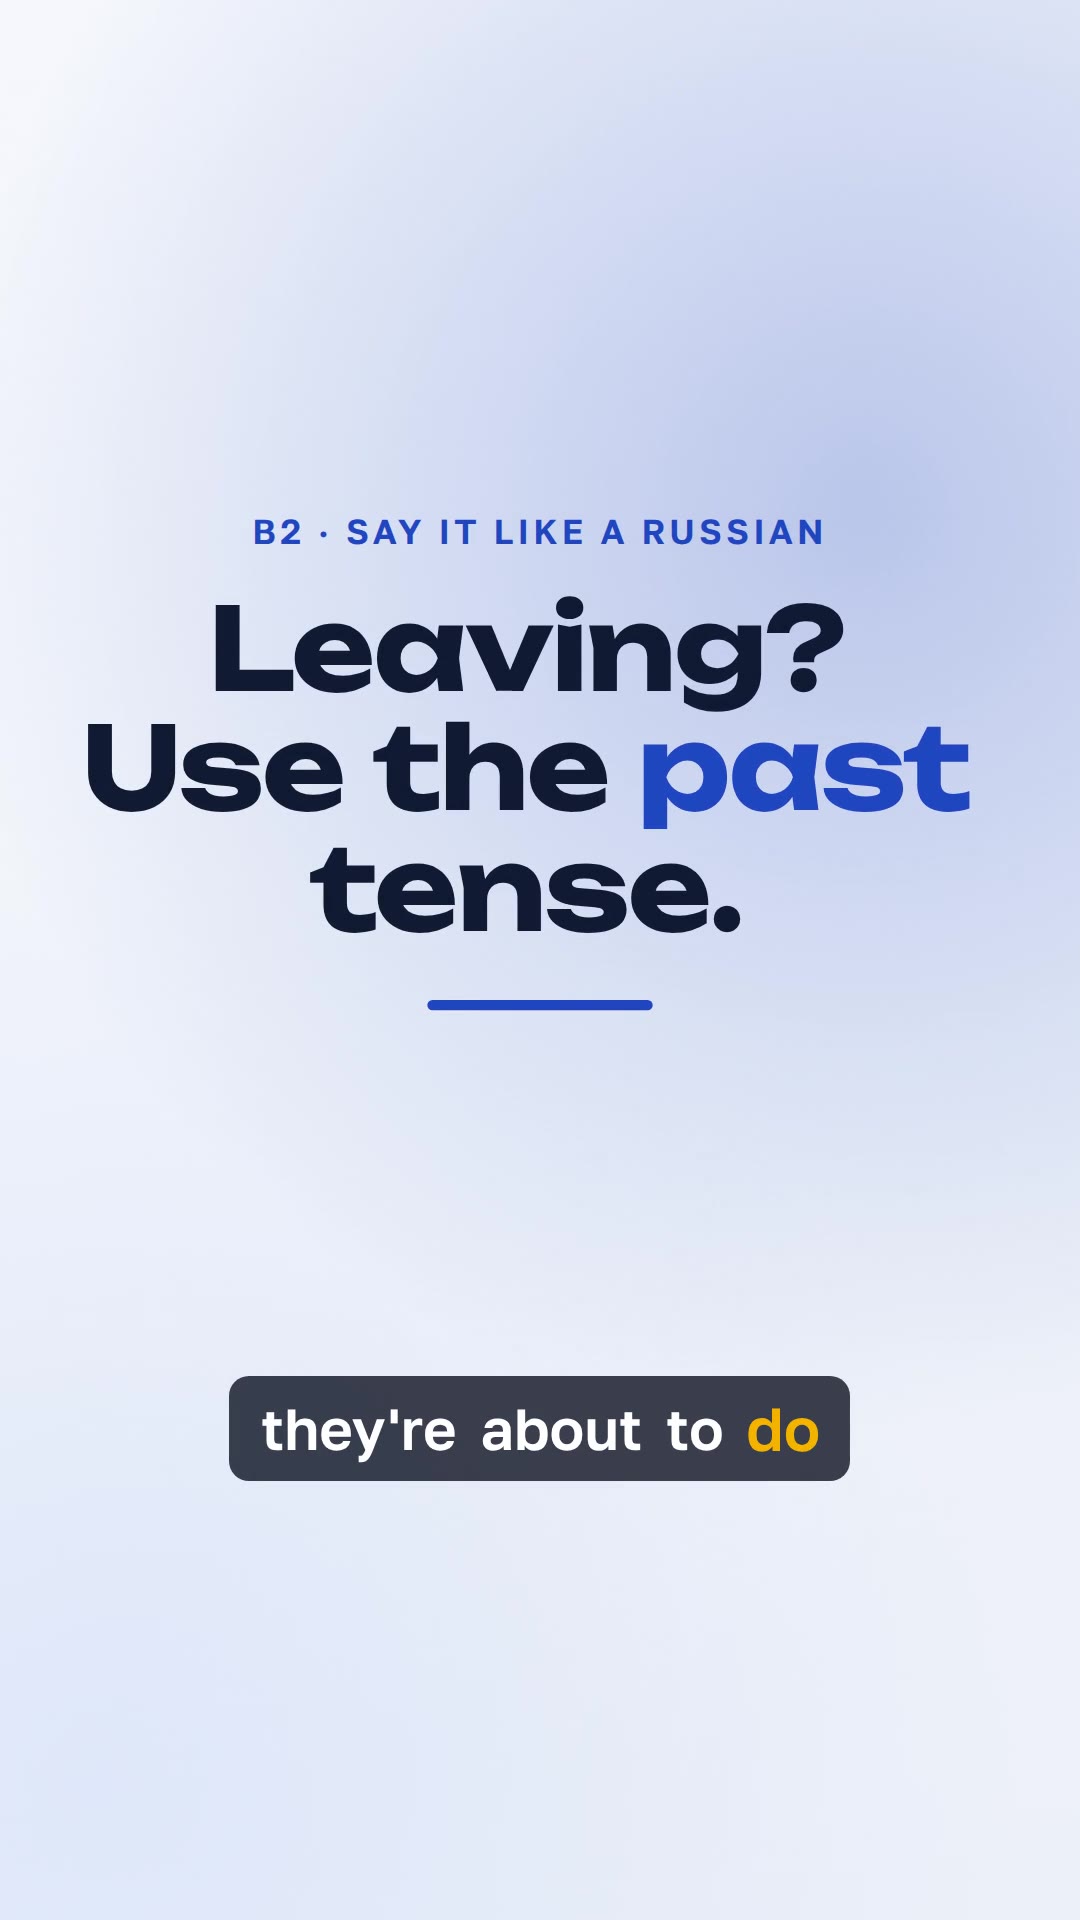 B2 · SAY IT LIKE A RUSSIAN
Leaving?
Use the past
tense.
they're about to do